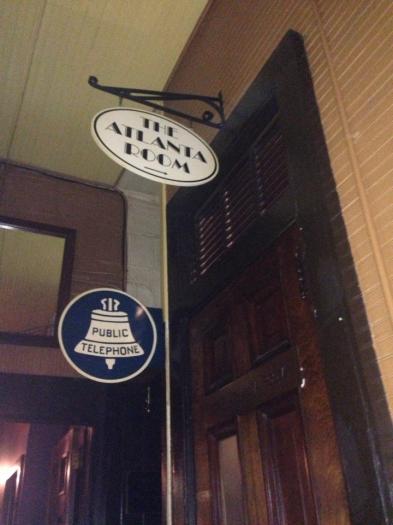 THE
ATLANTA
ROOM
PUBLIC
TELEPHONE